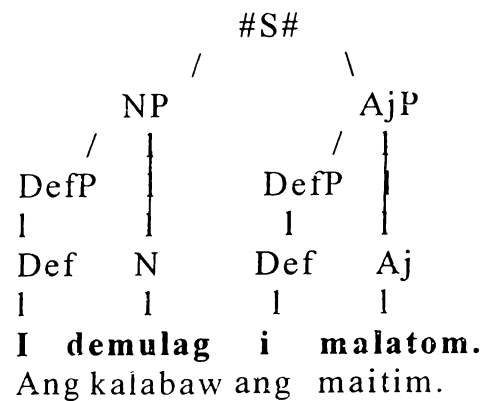 #S#
NP AjP
DefP DefP
Def N Def Aj
I demulag i malatom.
Ang kalabaw ang maitim.